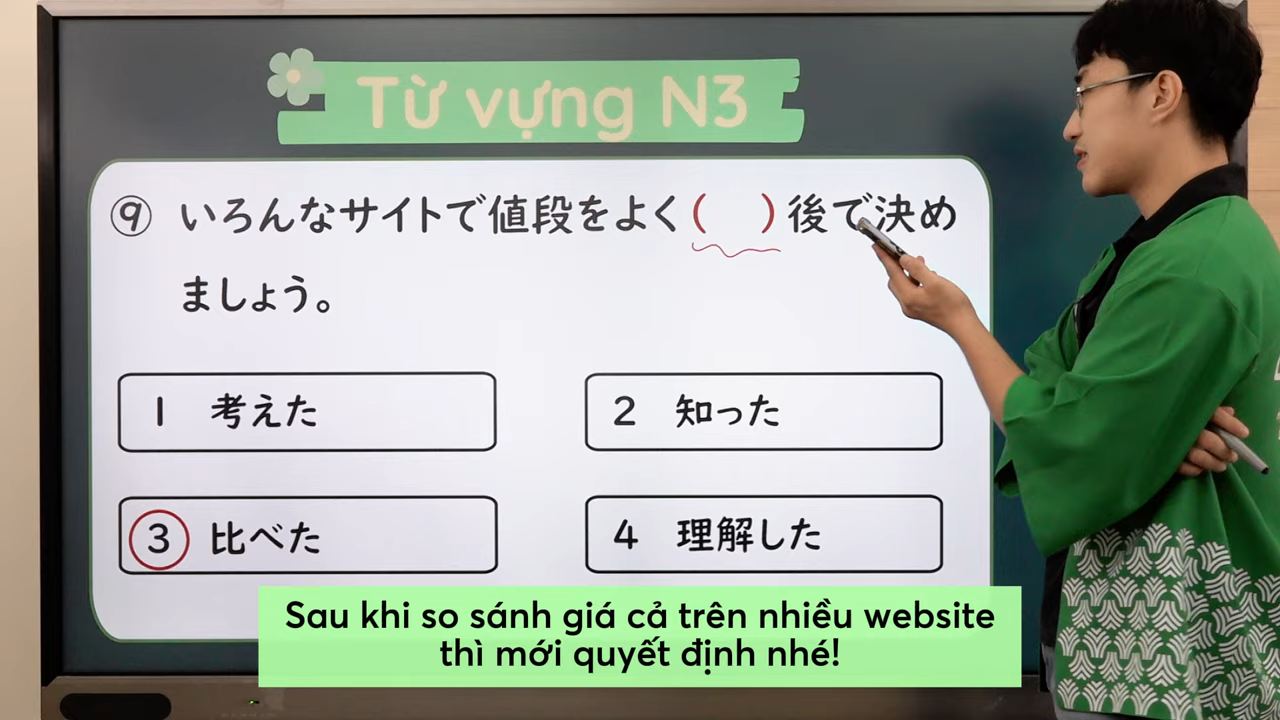 Từ vựng N3
⑨ いろんなサイトで値段をよく( )後で決め
ましょう。
1 考えた
2 知った
3 比べた
4 理解した
Sau khi so sánh giá cả trên nhiều website
thì mới quyết định nhé!